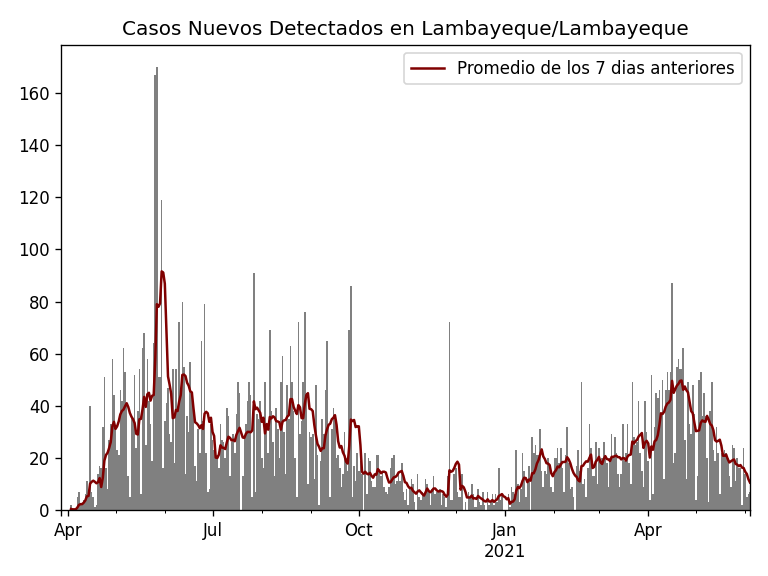 Casos Nuevos Detectados en Lambayeque/Lambayeque
Promedio de los 7 dias anteriores
160
140
120
100
80
60
40
20
0
Apr
Jul
Oct
Jan
2021
Apr